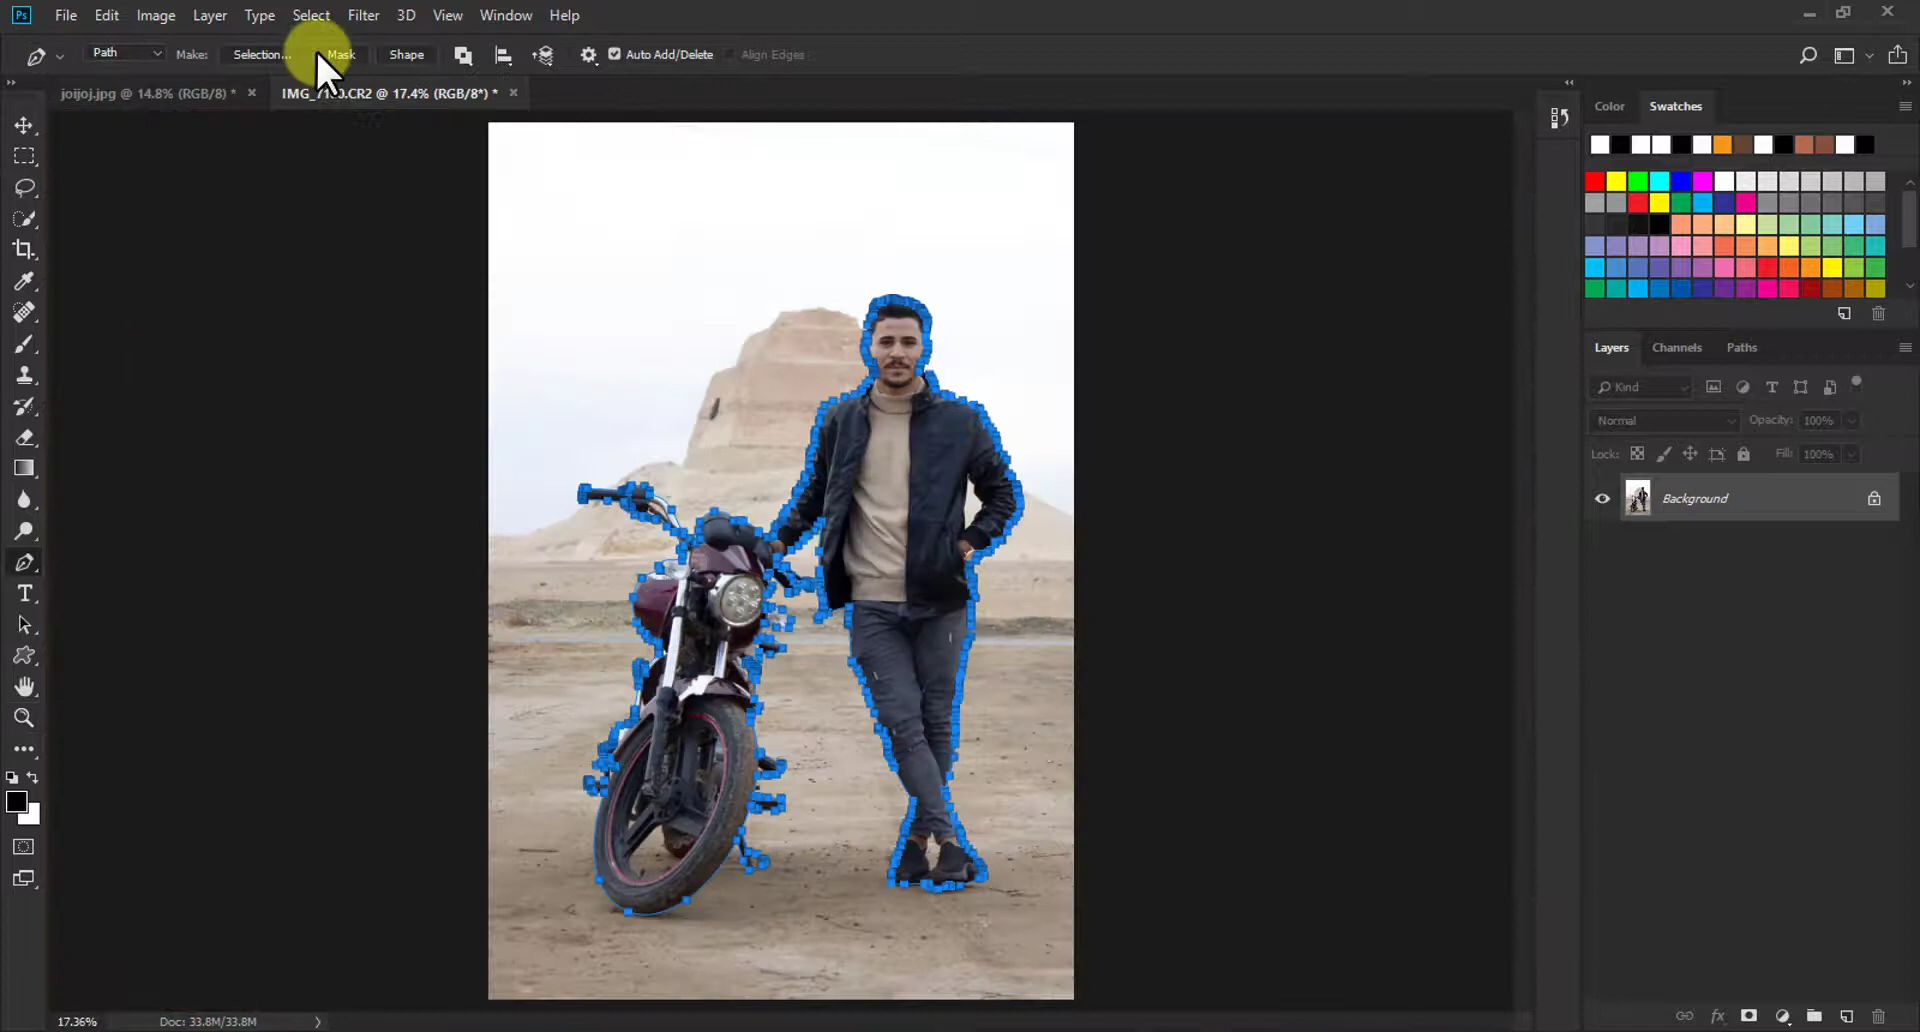 Ps File Edit Image Layer Type Select Filter 3D View Window Help
Path Make: Selection... Mask Shape Auto Add/Delete Align Edges
joijoj.jpg @ 14.8% (RGB/8) * × .CR2 @ 17.4% (RGB/8*) * ×
Color Swatches
Layers Channels Paths
Kind
Normal Opacity: 100%
Lock: Fill: 100%
Background
17.36% Doc: 33.8M/33.8M